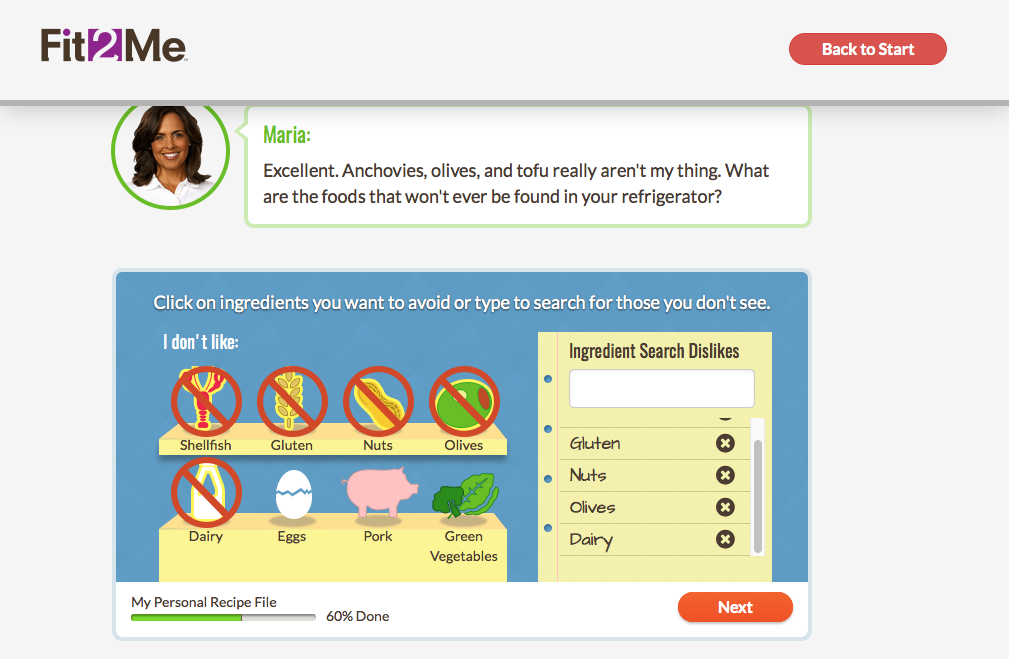 Fit2Me
Back to Start
Maria:
Excellent. Anchovies, olives, and tofu really aren't my thing. What
are the foods that won't ever be found in your refrigerator?
Click on ingredients you want to avoid or type to search for those you don't see.
I don't like:
Shellfish
Gluten
Nuts
Olives
Dairy
Eggs
Pork
Green
Vegetables
Ingredient Search Dislikes
Gluten
Nuts
Olives
Dairy
My Personal Recipe File
60% Done
Next